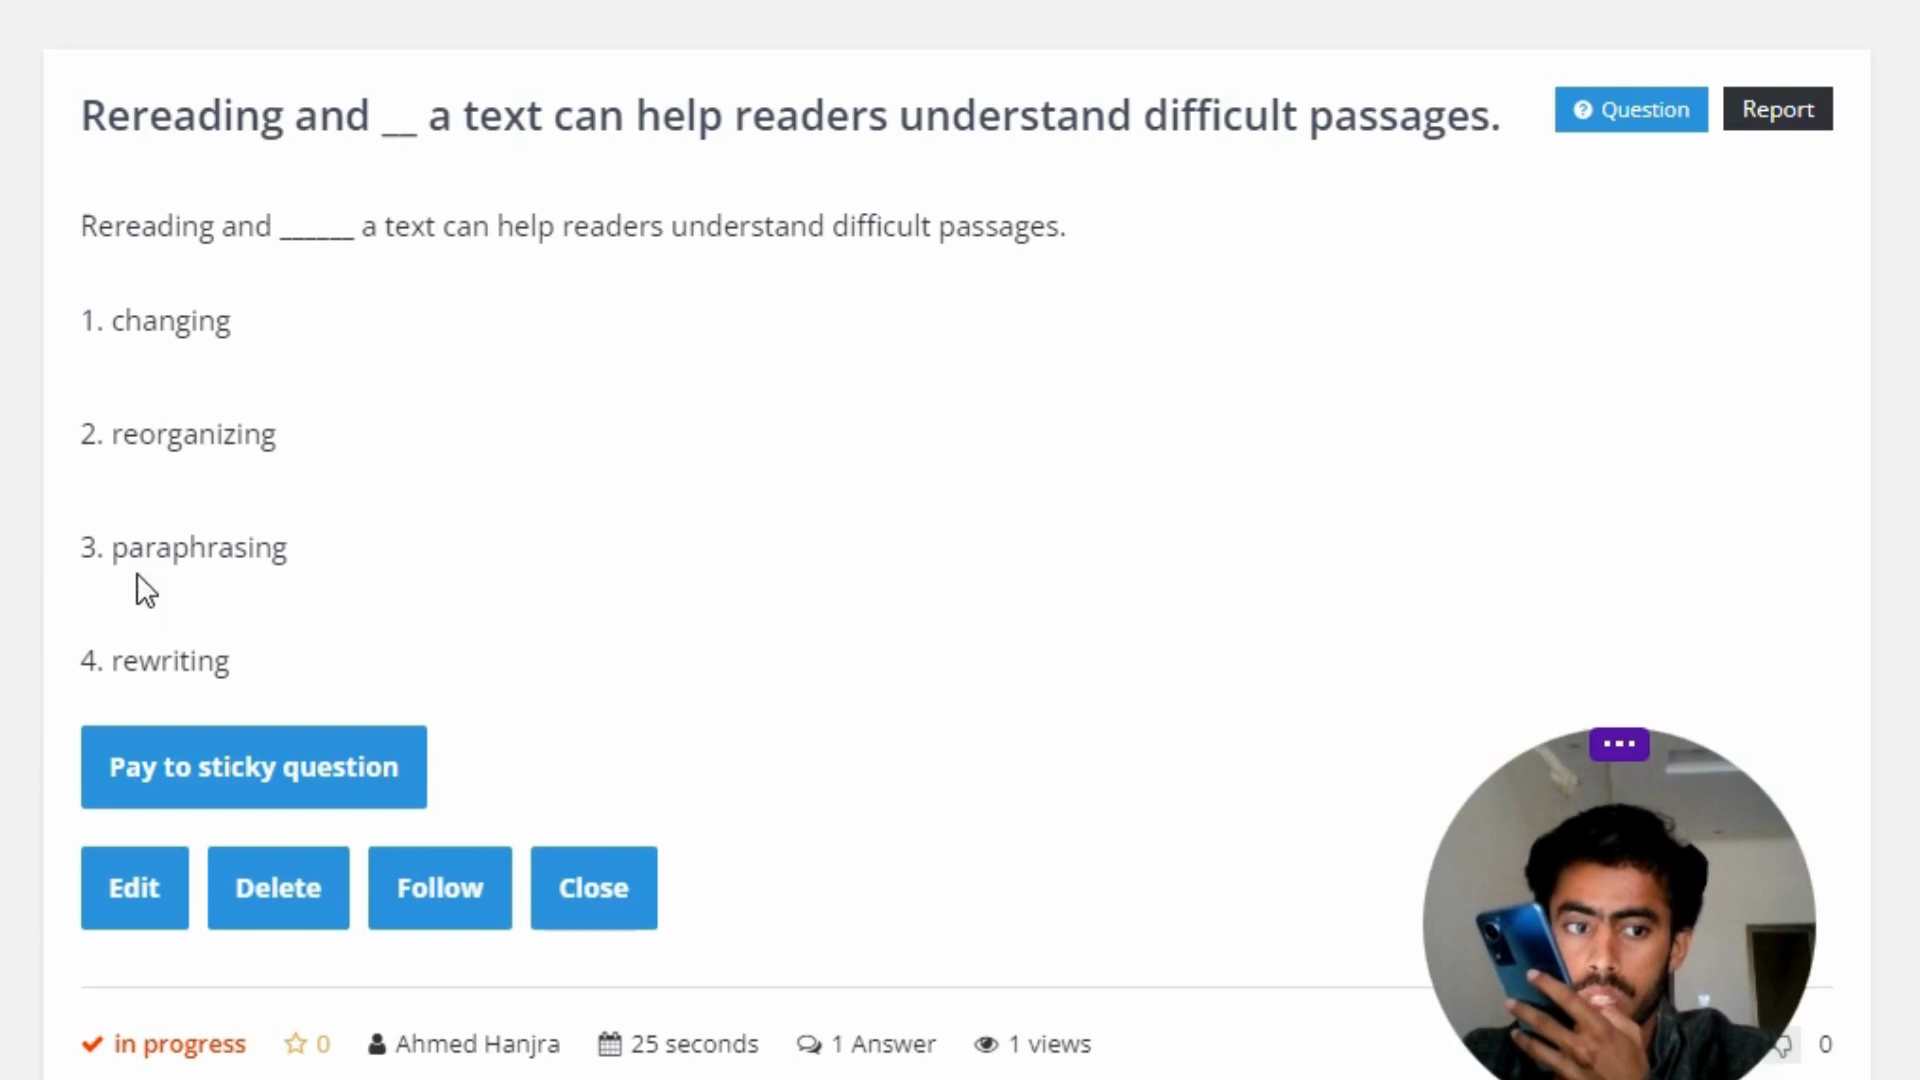 Rereading and __ a text can help readers understand difficult passages.
Question
Report
Rereading and ______ a text can help readers understand difficult passages.
1. changing
2. reorganizing
3. paraphrasing
4. rewriting
Pay to sticky question
Edit Delete Follow Close
in progress 0 Ahmed Hanjra 25 seconds 1 Answer 1 views 0